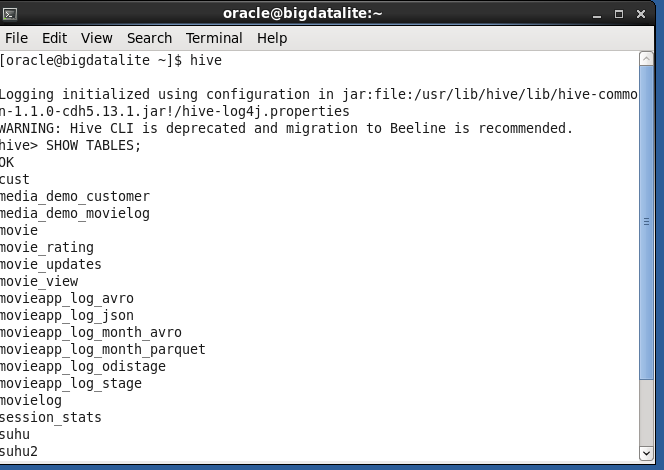 oracle@bigdatalite:~
File Edit View Search Terminal Help
[oracle@bigdatalite ~]$ hive
Logging initialized using configuration in jar:file:/usr/lib/hive/lib/hive-commo
n-1.1.0-cdh5.13.1.jar!/hive-log4j.properties
WARNING: Hive CLI is deprecated and migration to Beeline is recommended.
hive> SHOW TABLES;
OK
cust
media_demo_customer
media_demo_movielog
movie
movie_rating
movie_updates
movie_view
movieapp_log_avro
movieapp_log_json
movieapp_log_month_avro
movieapp_log_month_parquet
movieapp_log_odistage
movieapp_log_stage
movielog
session_stats
suhu
suhu2